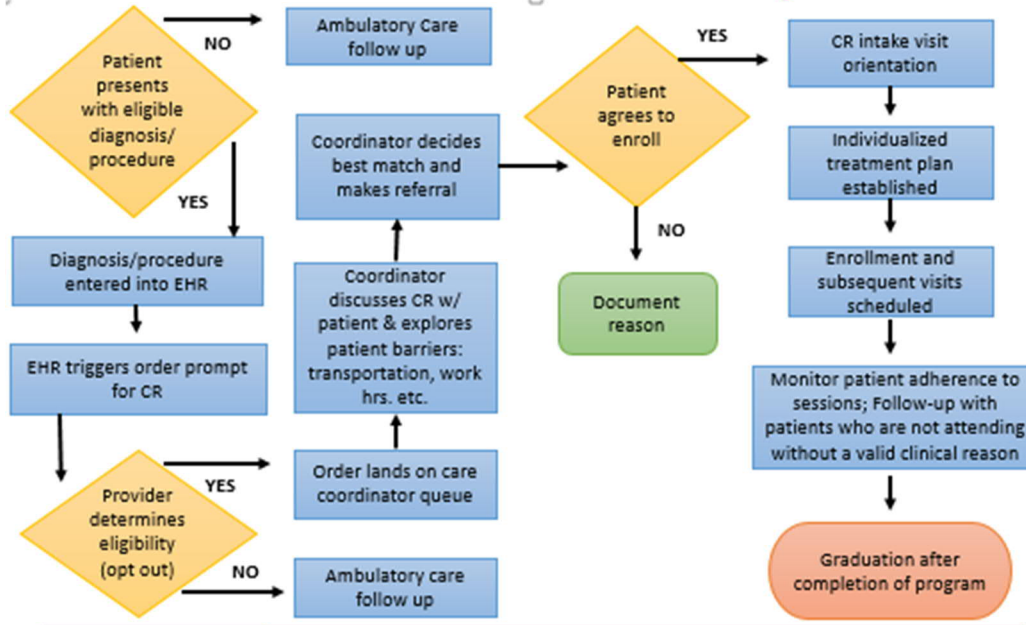 Patient
presents
with eligible
diagnosis/
procedure
NO
Ambulatory Care
follow up
YES
Diagnosis/procedure
entered into EHR
EHR triggers order prompt
for CR
Provider
determines
eligibility
(opt out)
YES
NO
Ambulatory care
follow up
Order lands on care
coordinator queue
Coordinator
discusses CR w/
patient & explores
patient barriers:
transportation, work
hrs. etc.
Coordinator decides
best match and
makes referral
Patient
agrees to
enroll
YES
NO
Document
reason
CR intake visit
orientation
Individualized
treatment plan
established
Enrollment and
subsequent visits
scheduled
Monitor patient adherence to
sessions; Follow-up with
patients who are not attending
without a valid clinical reason
Graduation after
completion of program